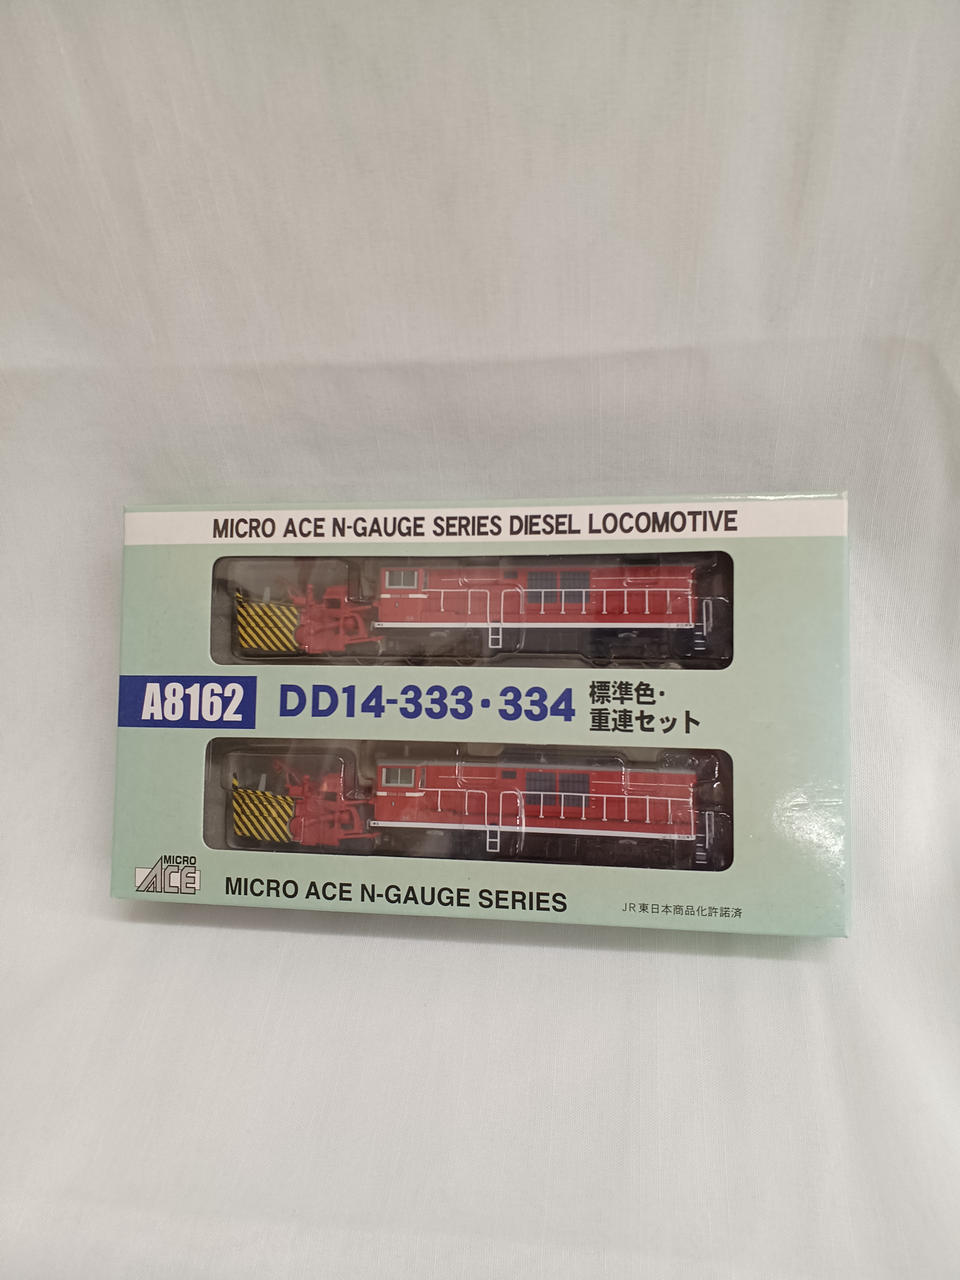 MICRO ACE N-GAUGE SERIES DIESEL LOCOMOTIVE
A8162
DD14-333・334
標準色・
重連セット
MICRO
ACE
MICRO ACE N-GAUGE SERIES
JR東日本商品化許諾済